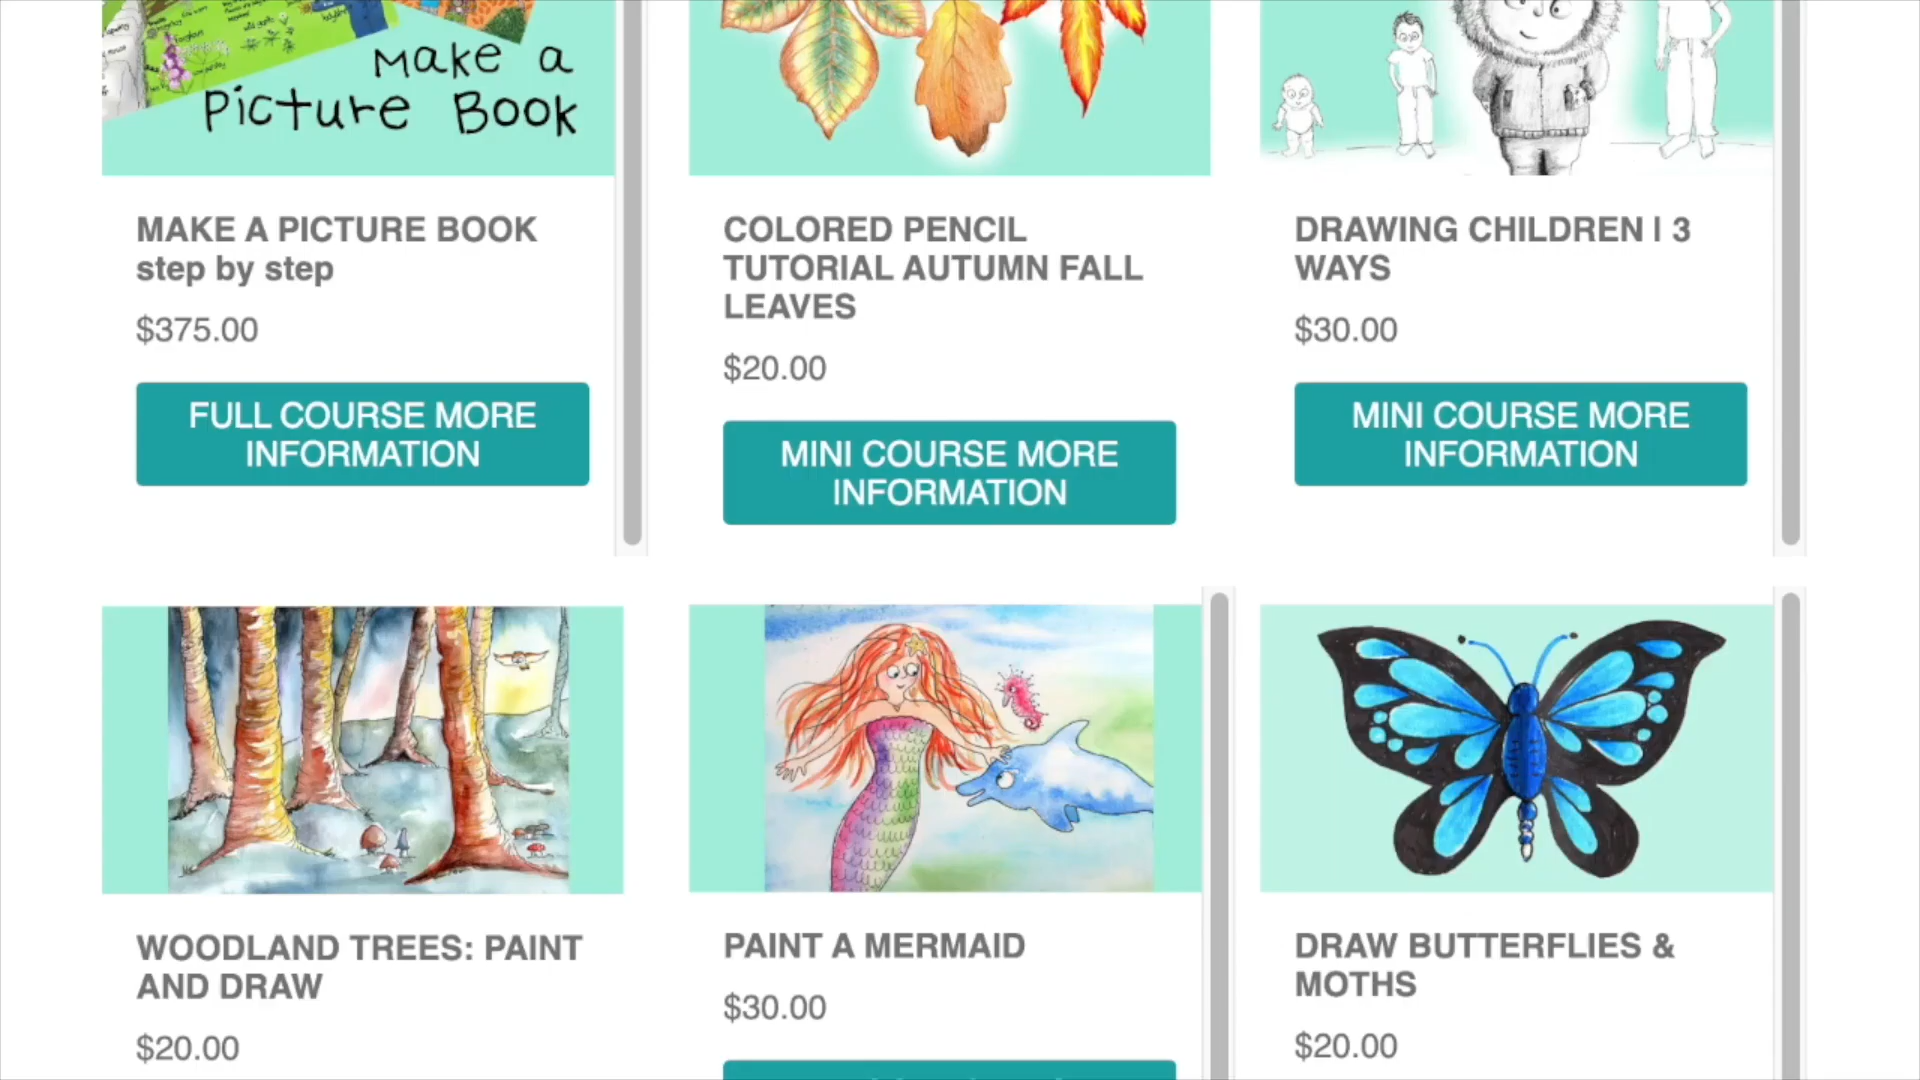 Make a
Picture Book
MAKE A PICTURE BOOK
step by step
$375.00
FULL COURSE MORE
INFORMATION
COLORED PENCIL
TUTORIAL AUTUMN FALL
LEAVES
$20.00
MINI COURSE MORE
INFORMATION
DRAWING CHILDREN | 3
WAYS
$30.00
MINI COURSE MORE
INFORMATION
WOODLAND TREES: PAINT
AND DRAW
$20.00
PAINT A MERMAID
$30.00
DRAW BUTTERFLIES &
MOTHS
$20.00